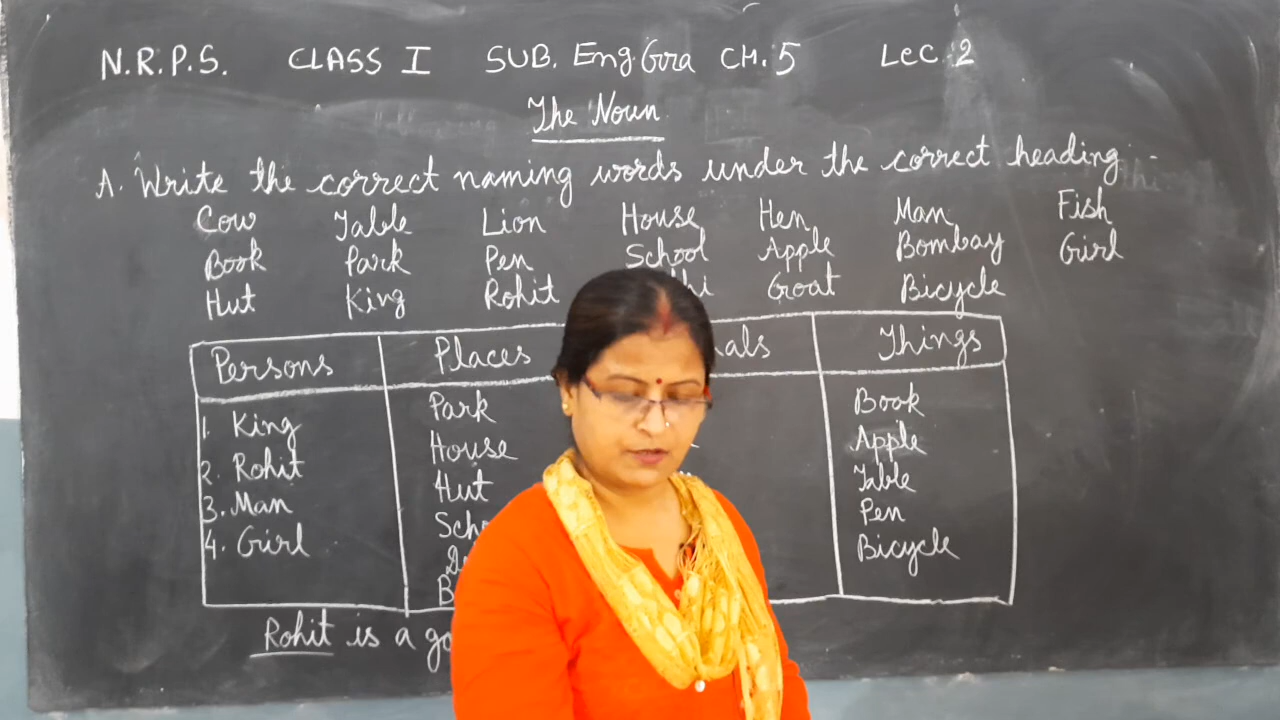 N.R.P.S. CLASS I SUB. Eng Gra CH. 5 Lec. 2
The Noun
A. Write the correct naming words under the correct heading.
Cow Table Lion House Hen Man Fish
Book Park Pen School Apple Bombay Girl
Hut King Rohit Goat Bicycle
Persons Places Things
1. King Park Book
2. Rohit House Apple
3. Man Hut Table
4. Girl Pen
Bicycle
Rohit is a